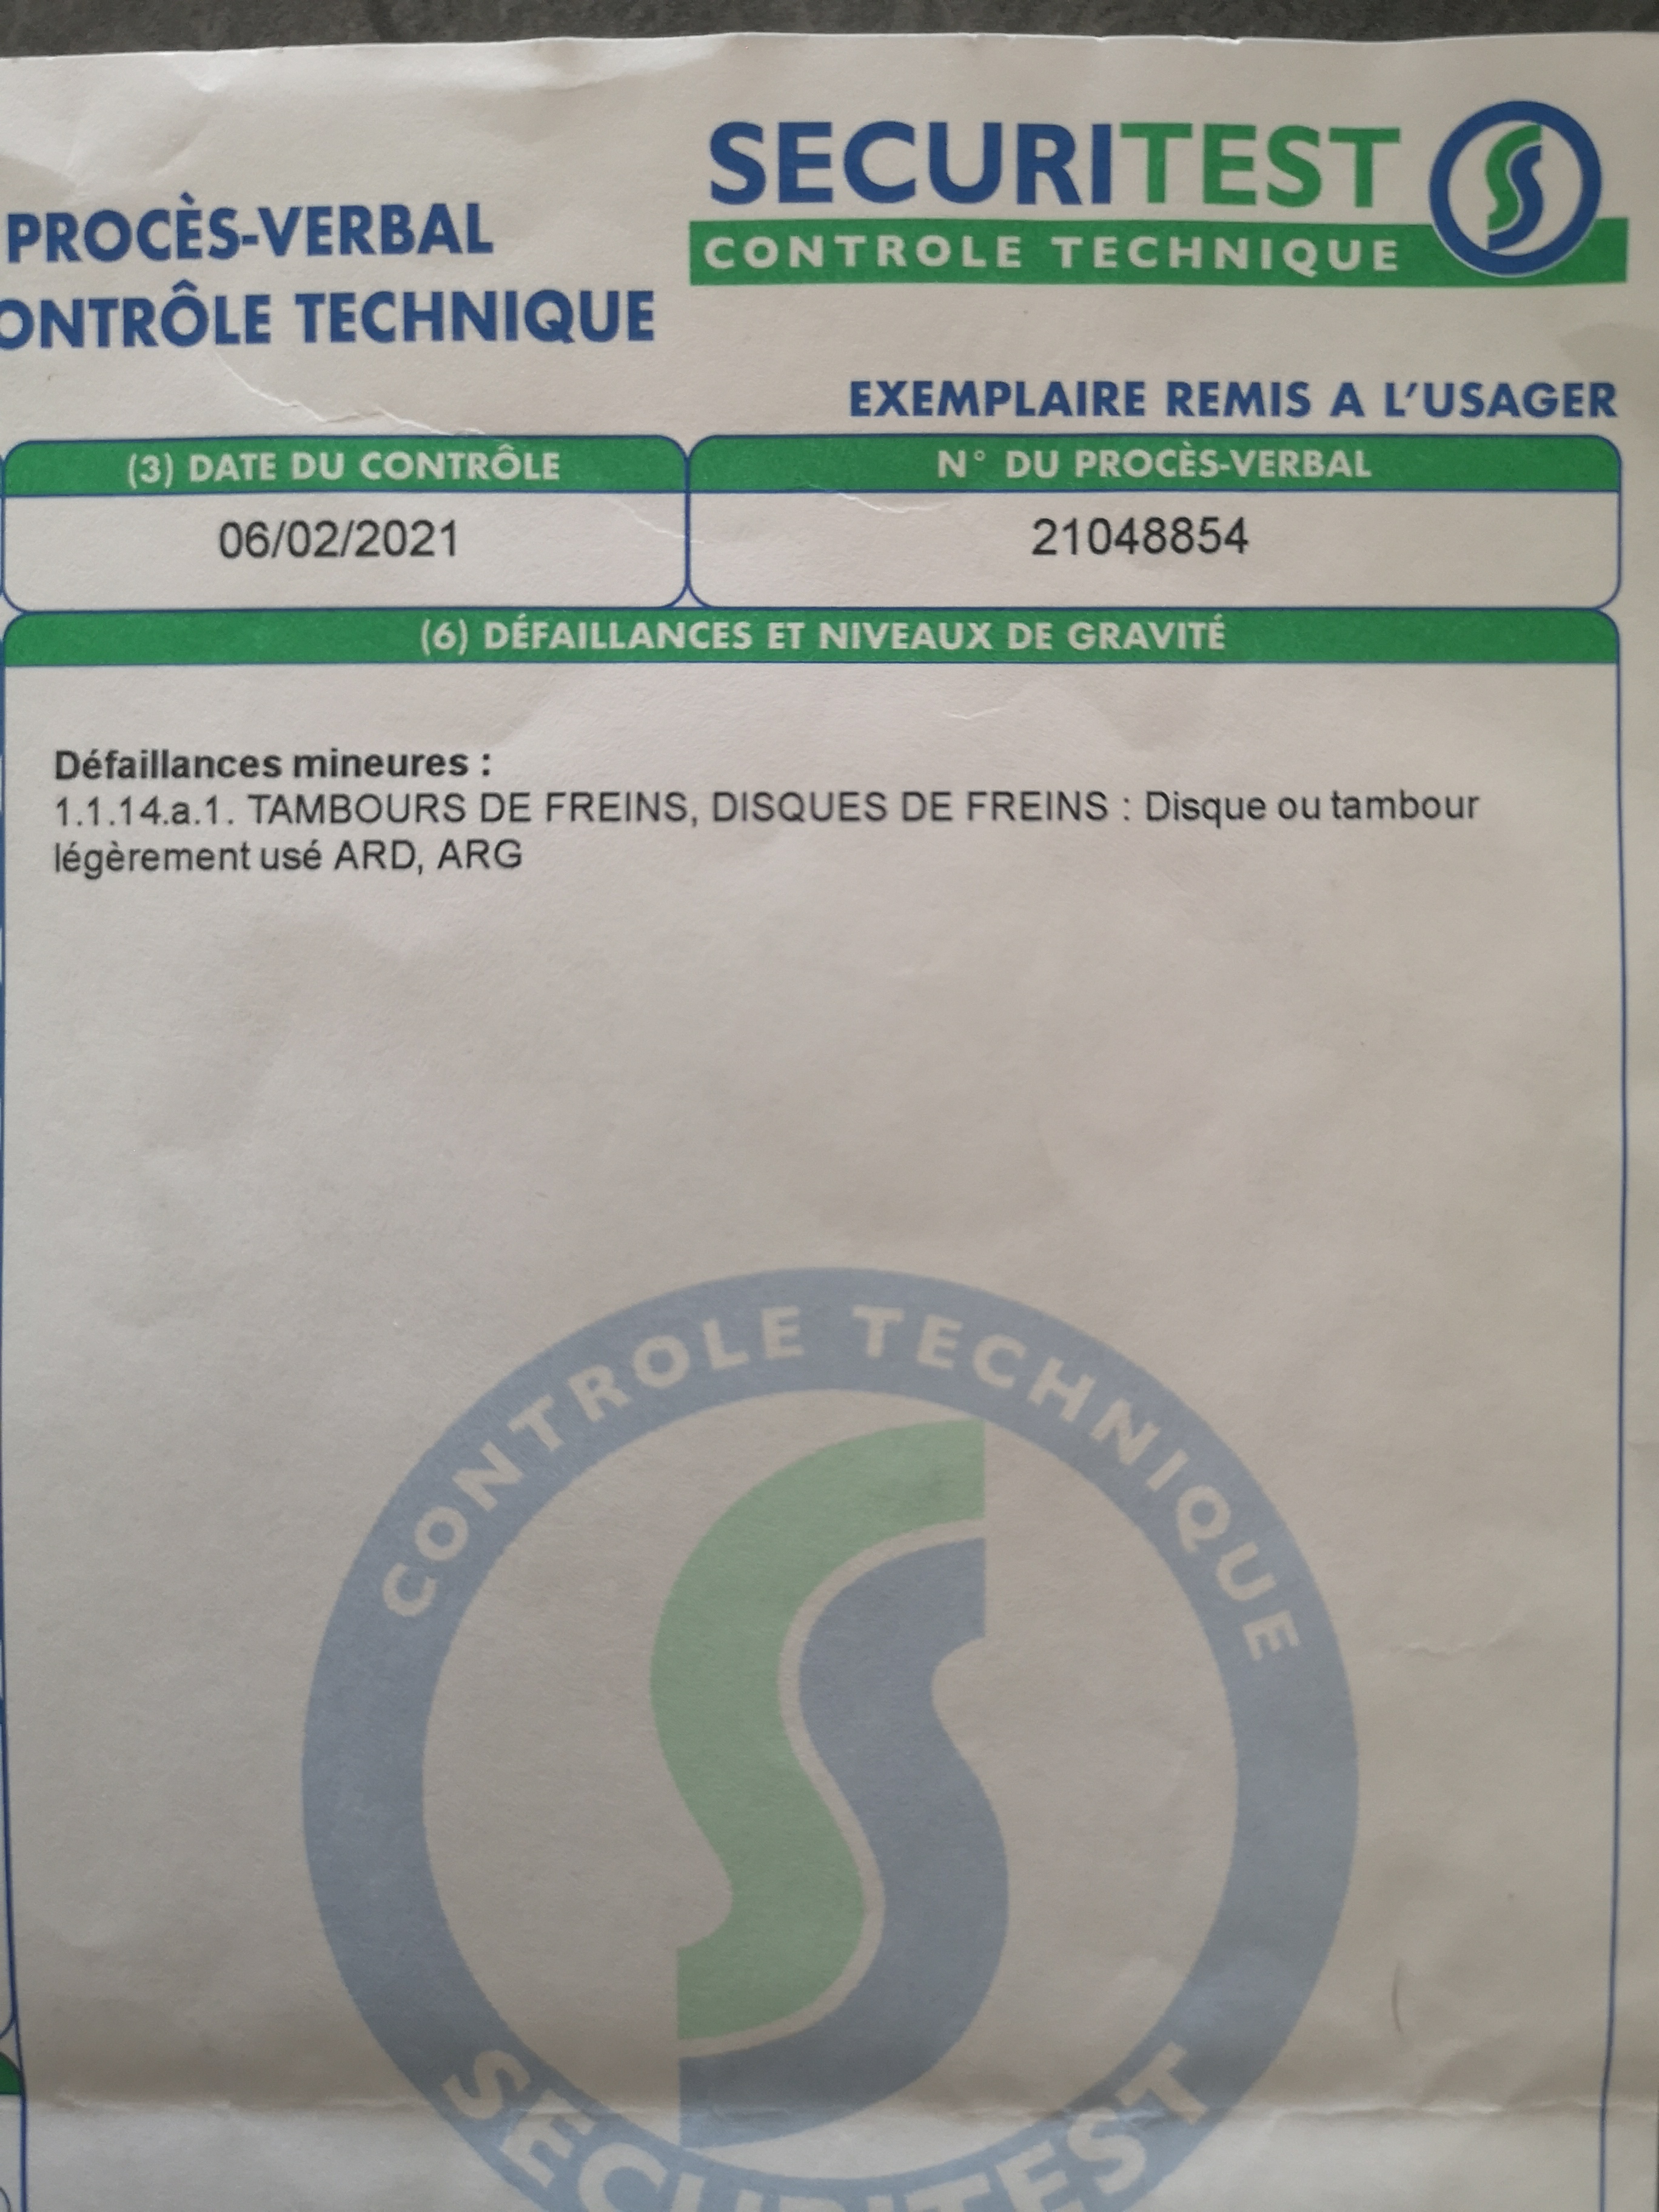 PROCÈS-VERBAL
ONTRÔLE TECHNIQUE
SECURITEST
CONTROLE TECHNIQUE
EXEMPLAIRE REMIS A L'USAGER
(3) DATE DU CONTRÔLE
N° DU PROCÈS-VERBAL
06/02/2021
21048854
(6) DÉFAILLANCES ET NIVEAUX DE GRAVITÉ
Défaillances mineures :
1.1.14.a.1. TAMBOURS DE FREINS, DISQUES DE FREINS : Disque ou tambour
légèrement usé ARD, ARG
CONTROLE TECHNIQUE
SECURITEST